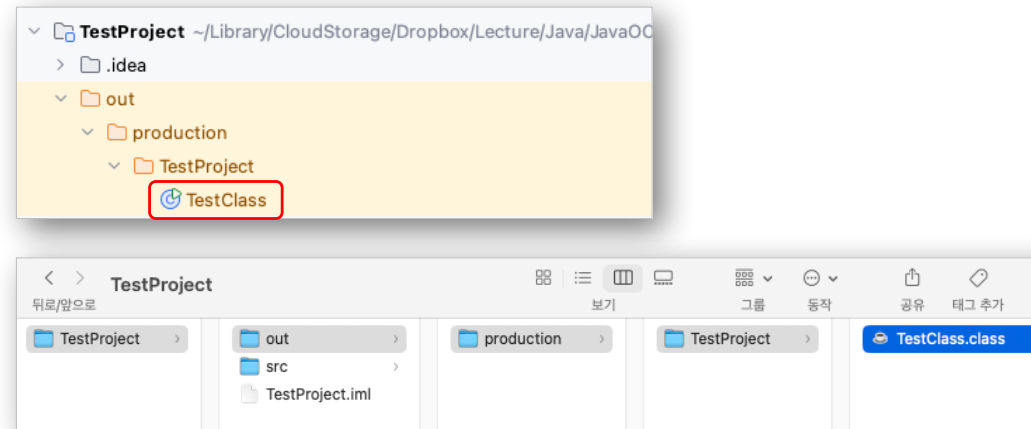 TestProject ~/Library/CloudStorage/Dropbox/Lecture/Java/JavaOO
.idea
out
production
TestProject
TestClass
TestProject
뒤로/앞으로
보기
그룹
동작
공유
태그 추가
TestProject
out
production
TestProject
TestClass.class
src
TestProject.iml